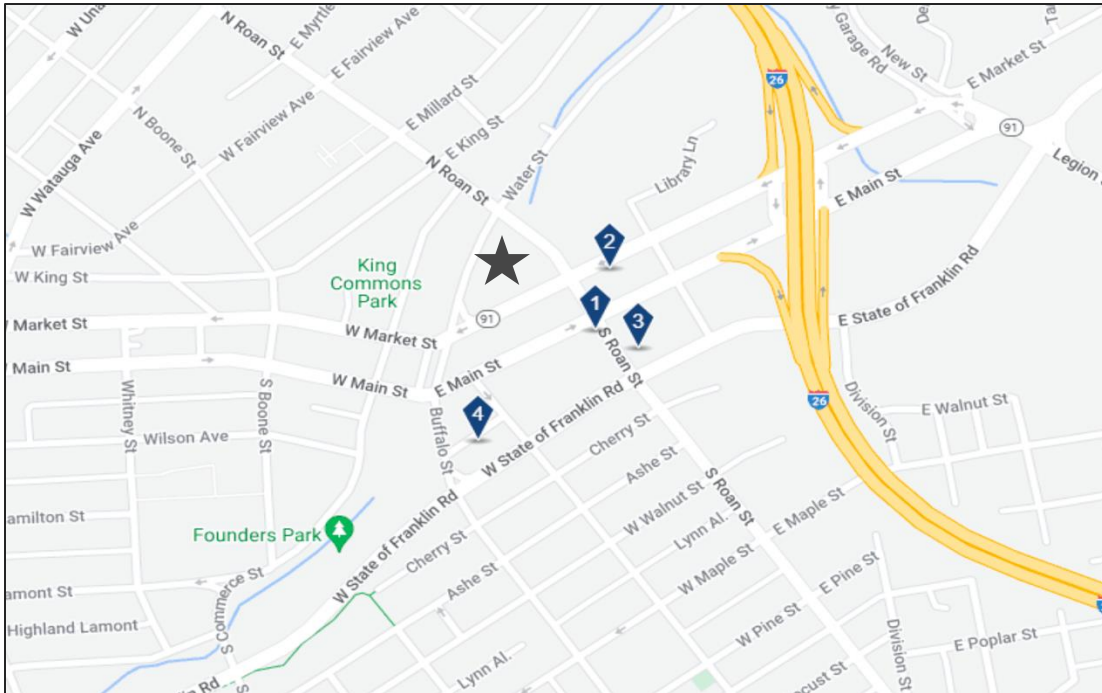 W Una
E Myrtle
N Roan St
E Fairview Ave
Garage Rd
New St
E Market St
26
W Watauga Ave
N Boone St
W Fairview Ave
E Millard St
E King St
N Roan St
Water St
Library Ln
91
Legion
E Main St
W Fairview Ave
W King St
King
Commons
Park
2
W Market St
91
W Market St
1
3
S Roan St
E State of Franklin Rd
W Main St
W Main St
E Main St
4
Buffalo St
W State of Franklin Rd
26
Division St
E Walnut St
Whitney St
S Boone St
Wilson Ave
Cherry St
Ashe St
W Walnut St
S Roan St
Lynn Al.
E Maple St
Hamilton St
Founders Park
W State of Franklin Rd
Cherry St
Ashe St
W Maple St
E Pine St
amont St
S Commerce St
Highland Lamont
W Pine St
Division St
E Poplar St
Lynn Al.
ocust St
Rd